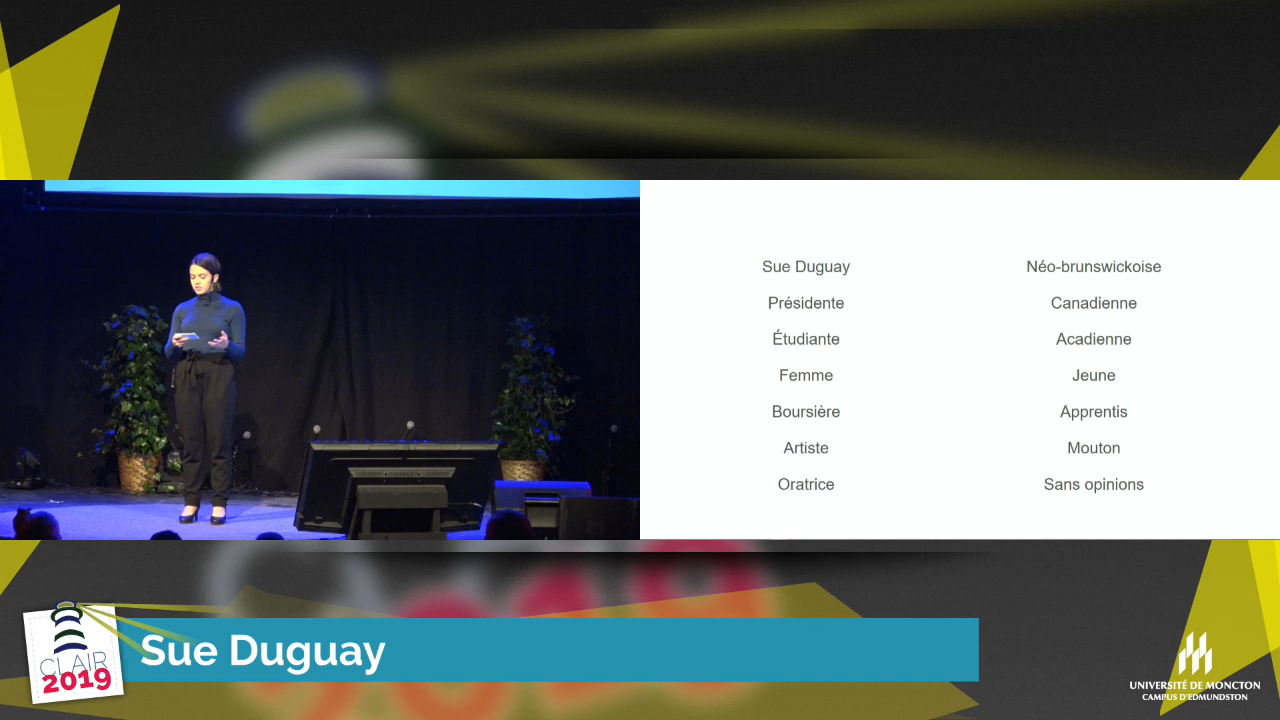 Sue Duguay
Présidente
Étudiante
Femme
Boursière
Artiste
Oratrice
Néo-brunswickoise
Canadienne
Acadienne
Jeune
Apprentis
Mouton
Sans opinions
CLAIR
2019
Sue Duguay
UNIVERSITÉ DE MONCTON
CAMPUS D'EDMUNDSTON